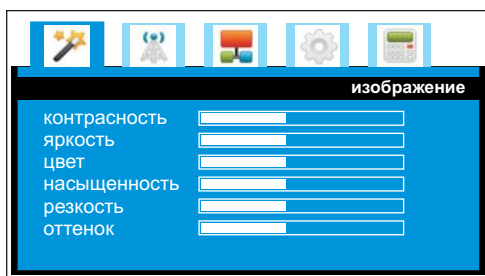 изображение
контрасность
яркость
цвет
насыщенность
резкость
оттенок